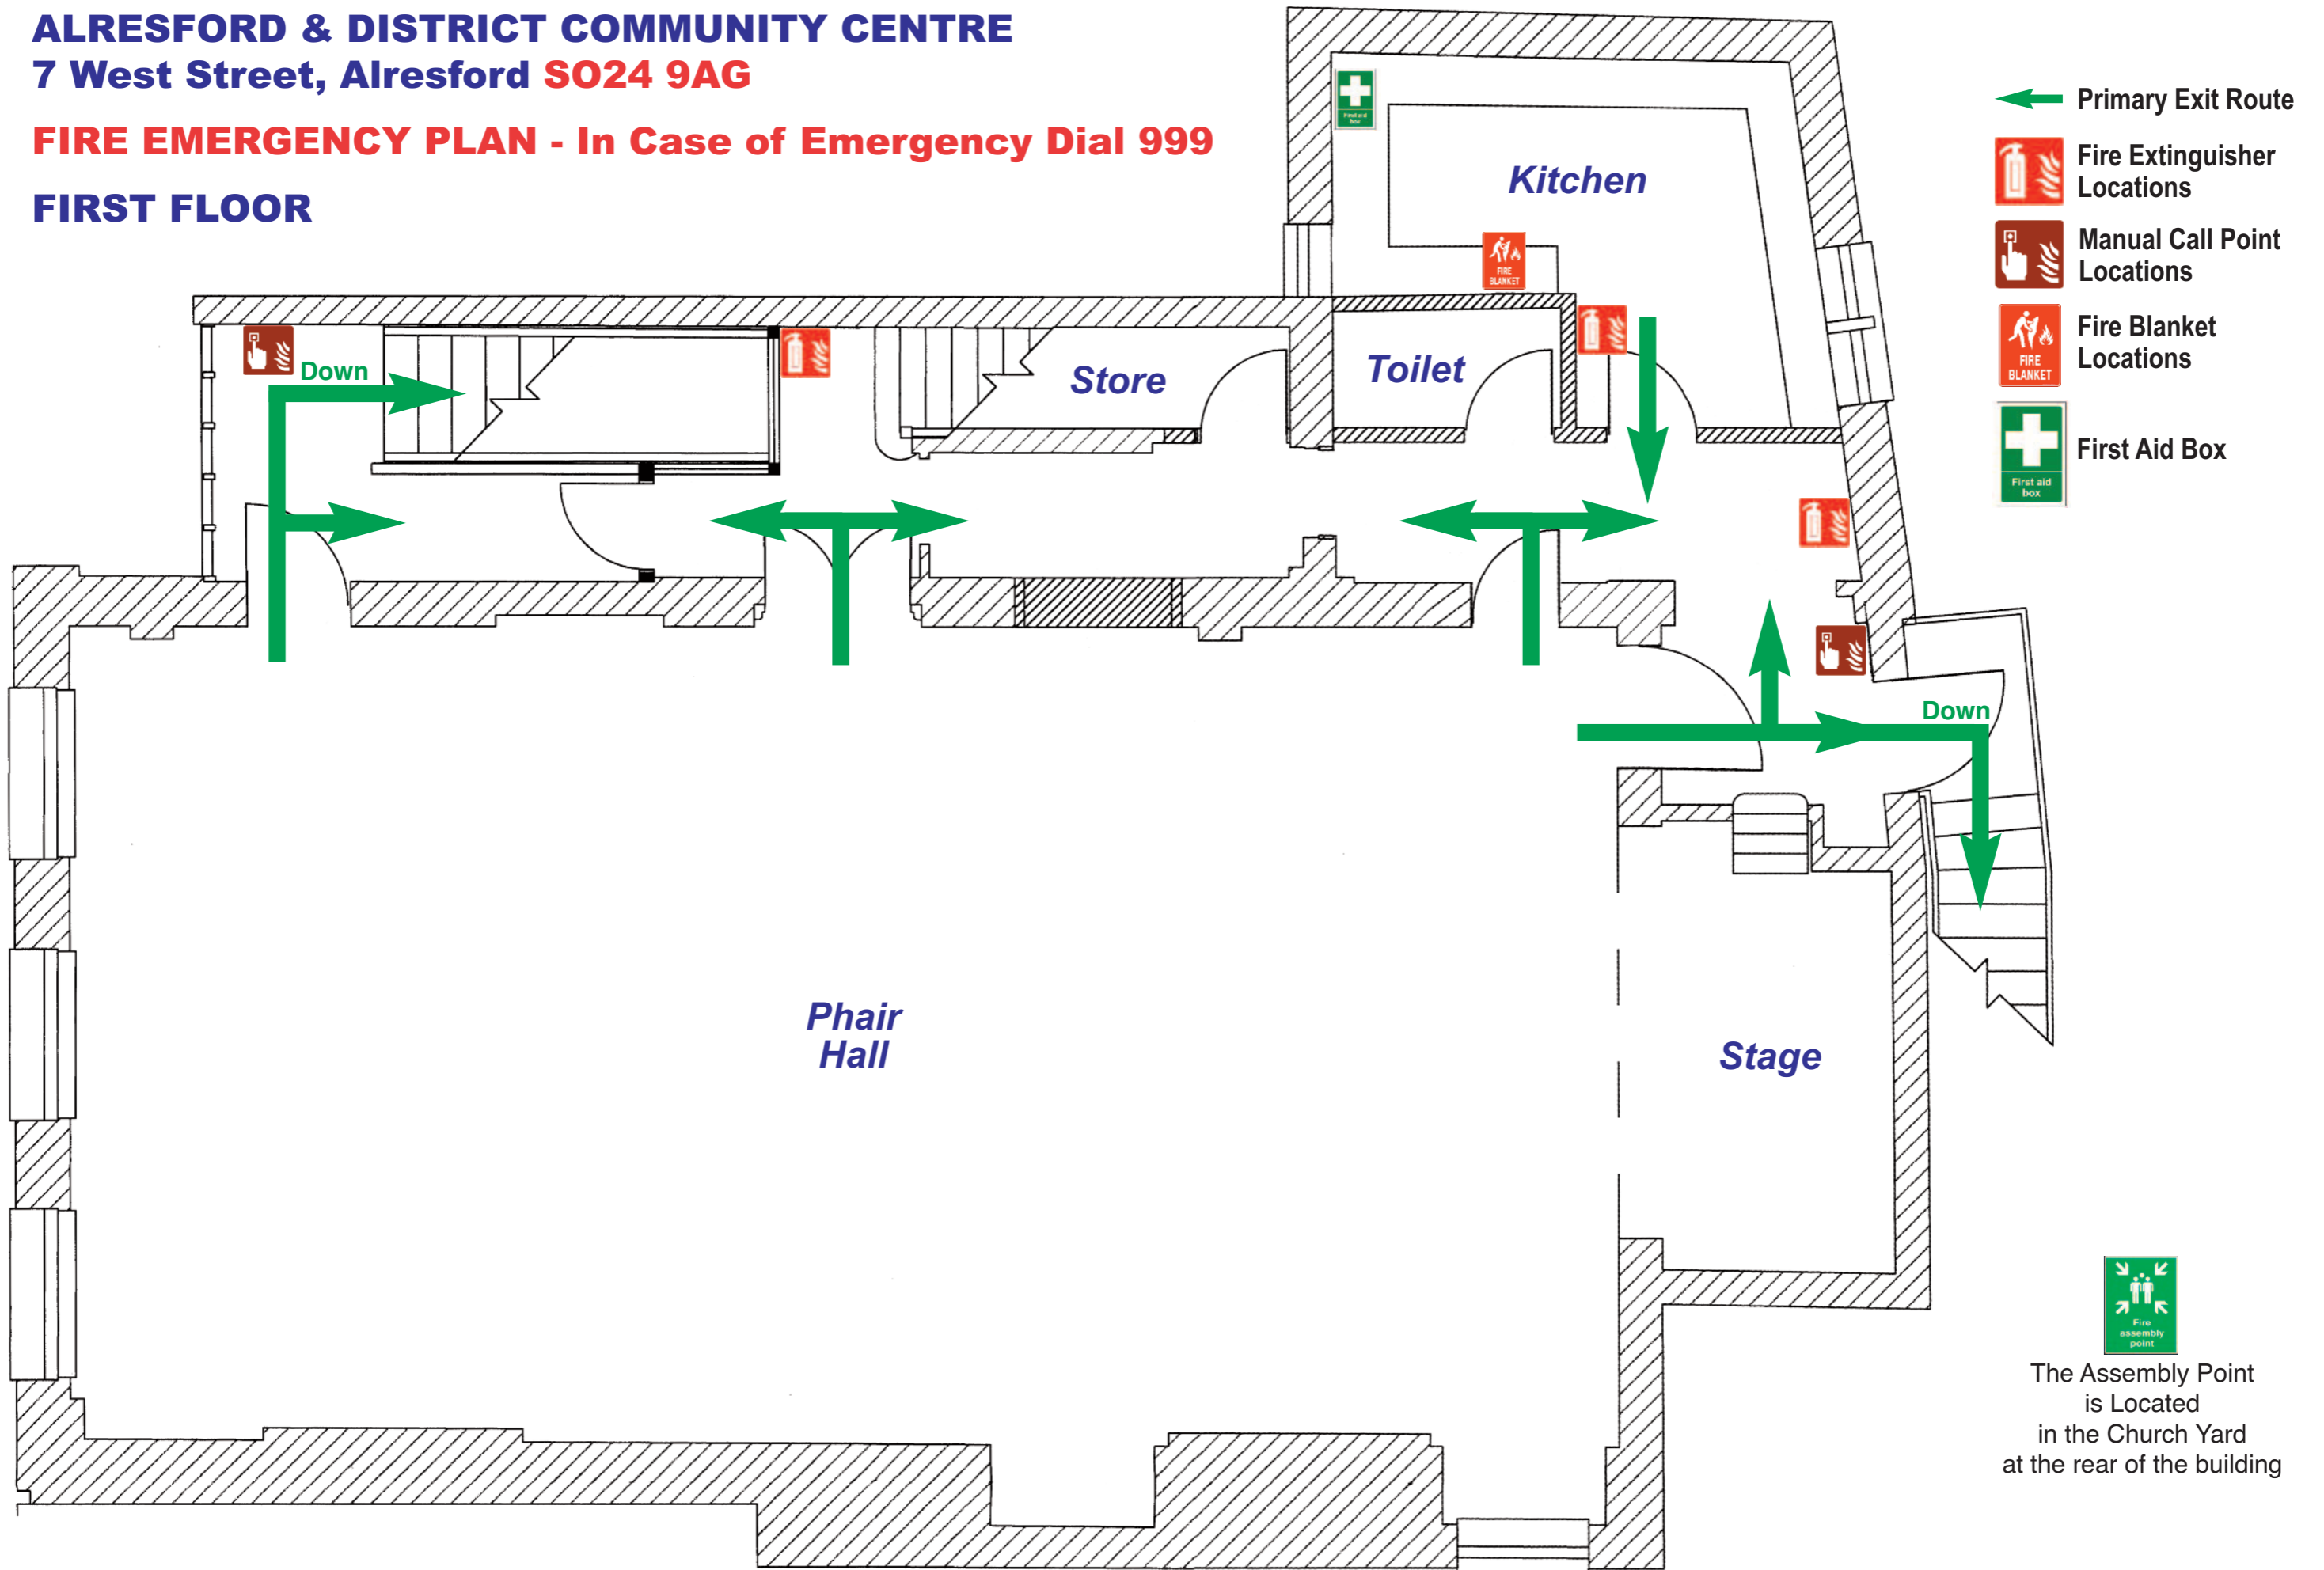 ALRESFORD & DISTRICT COMMUNITY CENTRE
7 West Street, Alresford SO24 9AG
FIRE EMERGENCY PLAN - In Case of Emergency Dial 999
FIRST FLOOR
First aid
box
Kitchen
FIRE
BLANKET
Down
Store
Toilet
Down
Phair
Hall
Stage
Primary Exit Route
Fire Extinguisher
Locations
Manual Call Point
Locations
FIRE
BLANKET
Fire Blanket
Locations
First aid
box
First Aid Box
Fire
assembly
point
The Assembly Point
is Located
in the Church Yard
at the rear of the building